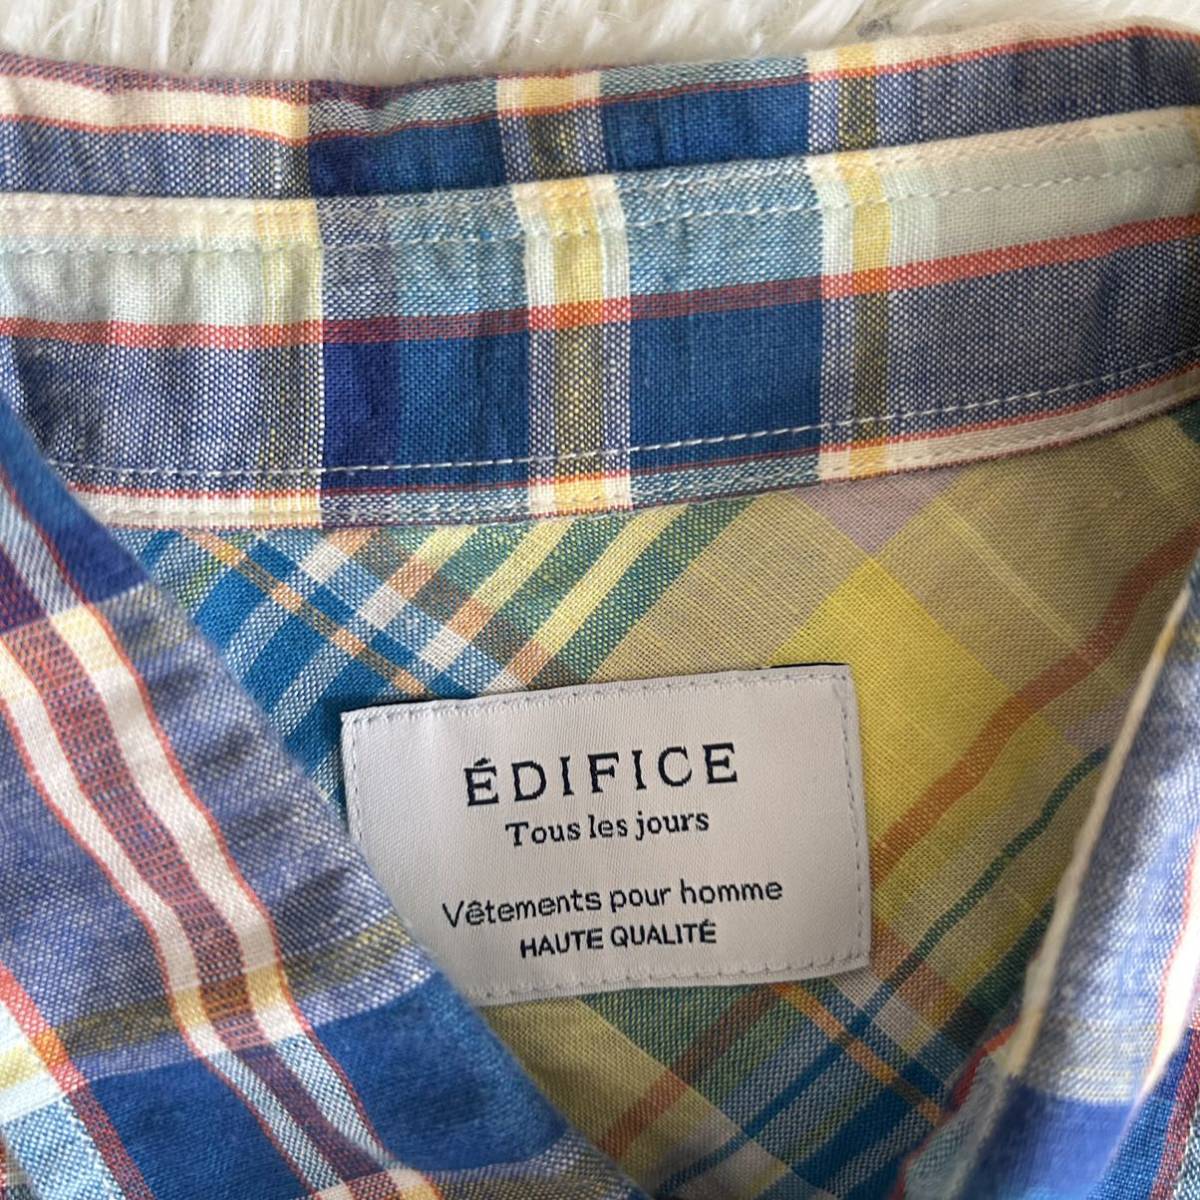 ÉDIFICE
Tous les jours
Vêtements pour homme
HAUTE QUALITÉ